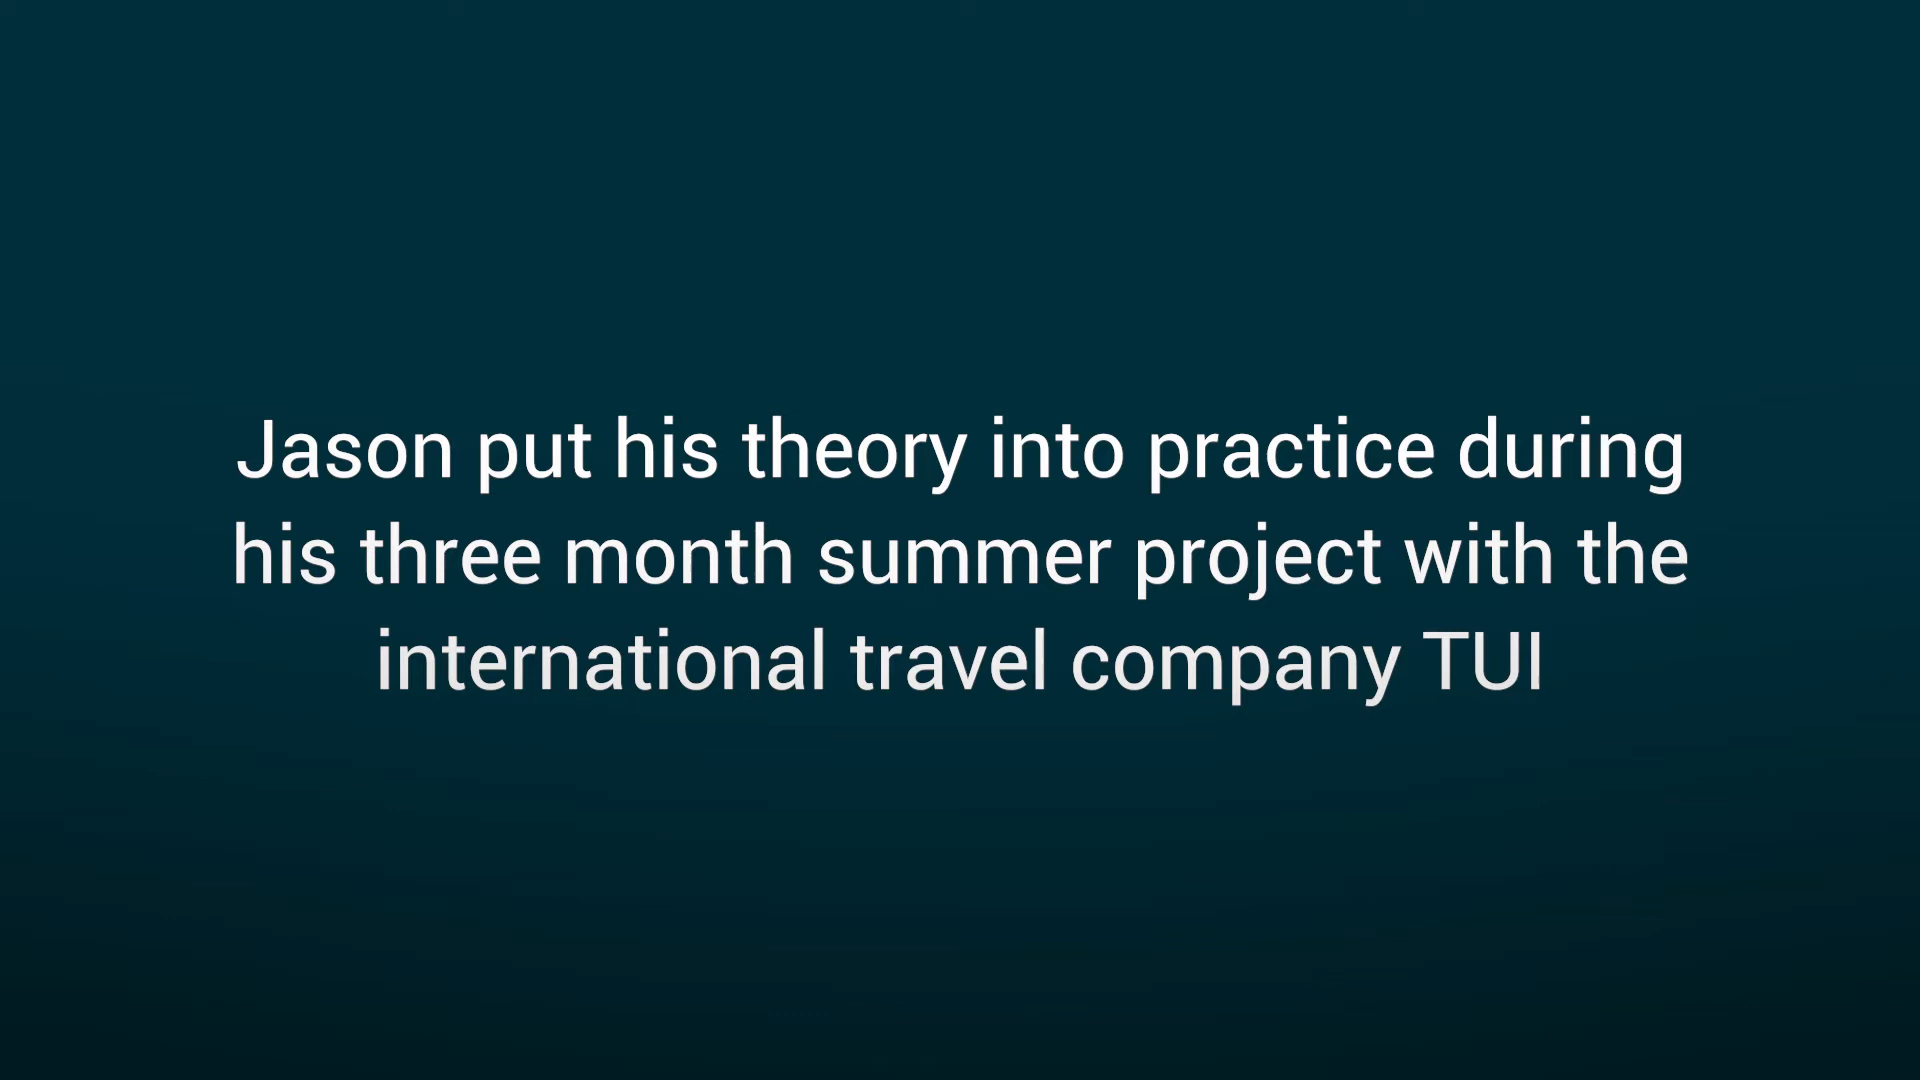 Jason put his theory into practice during
his three month summer project with the
international travel company TUI